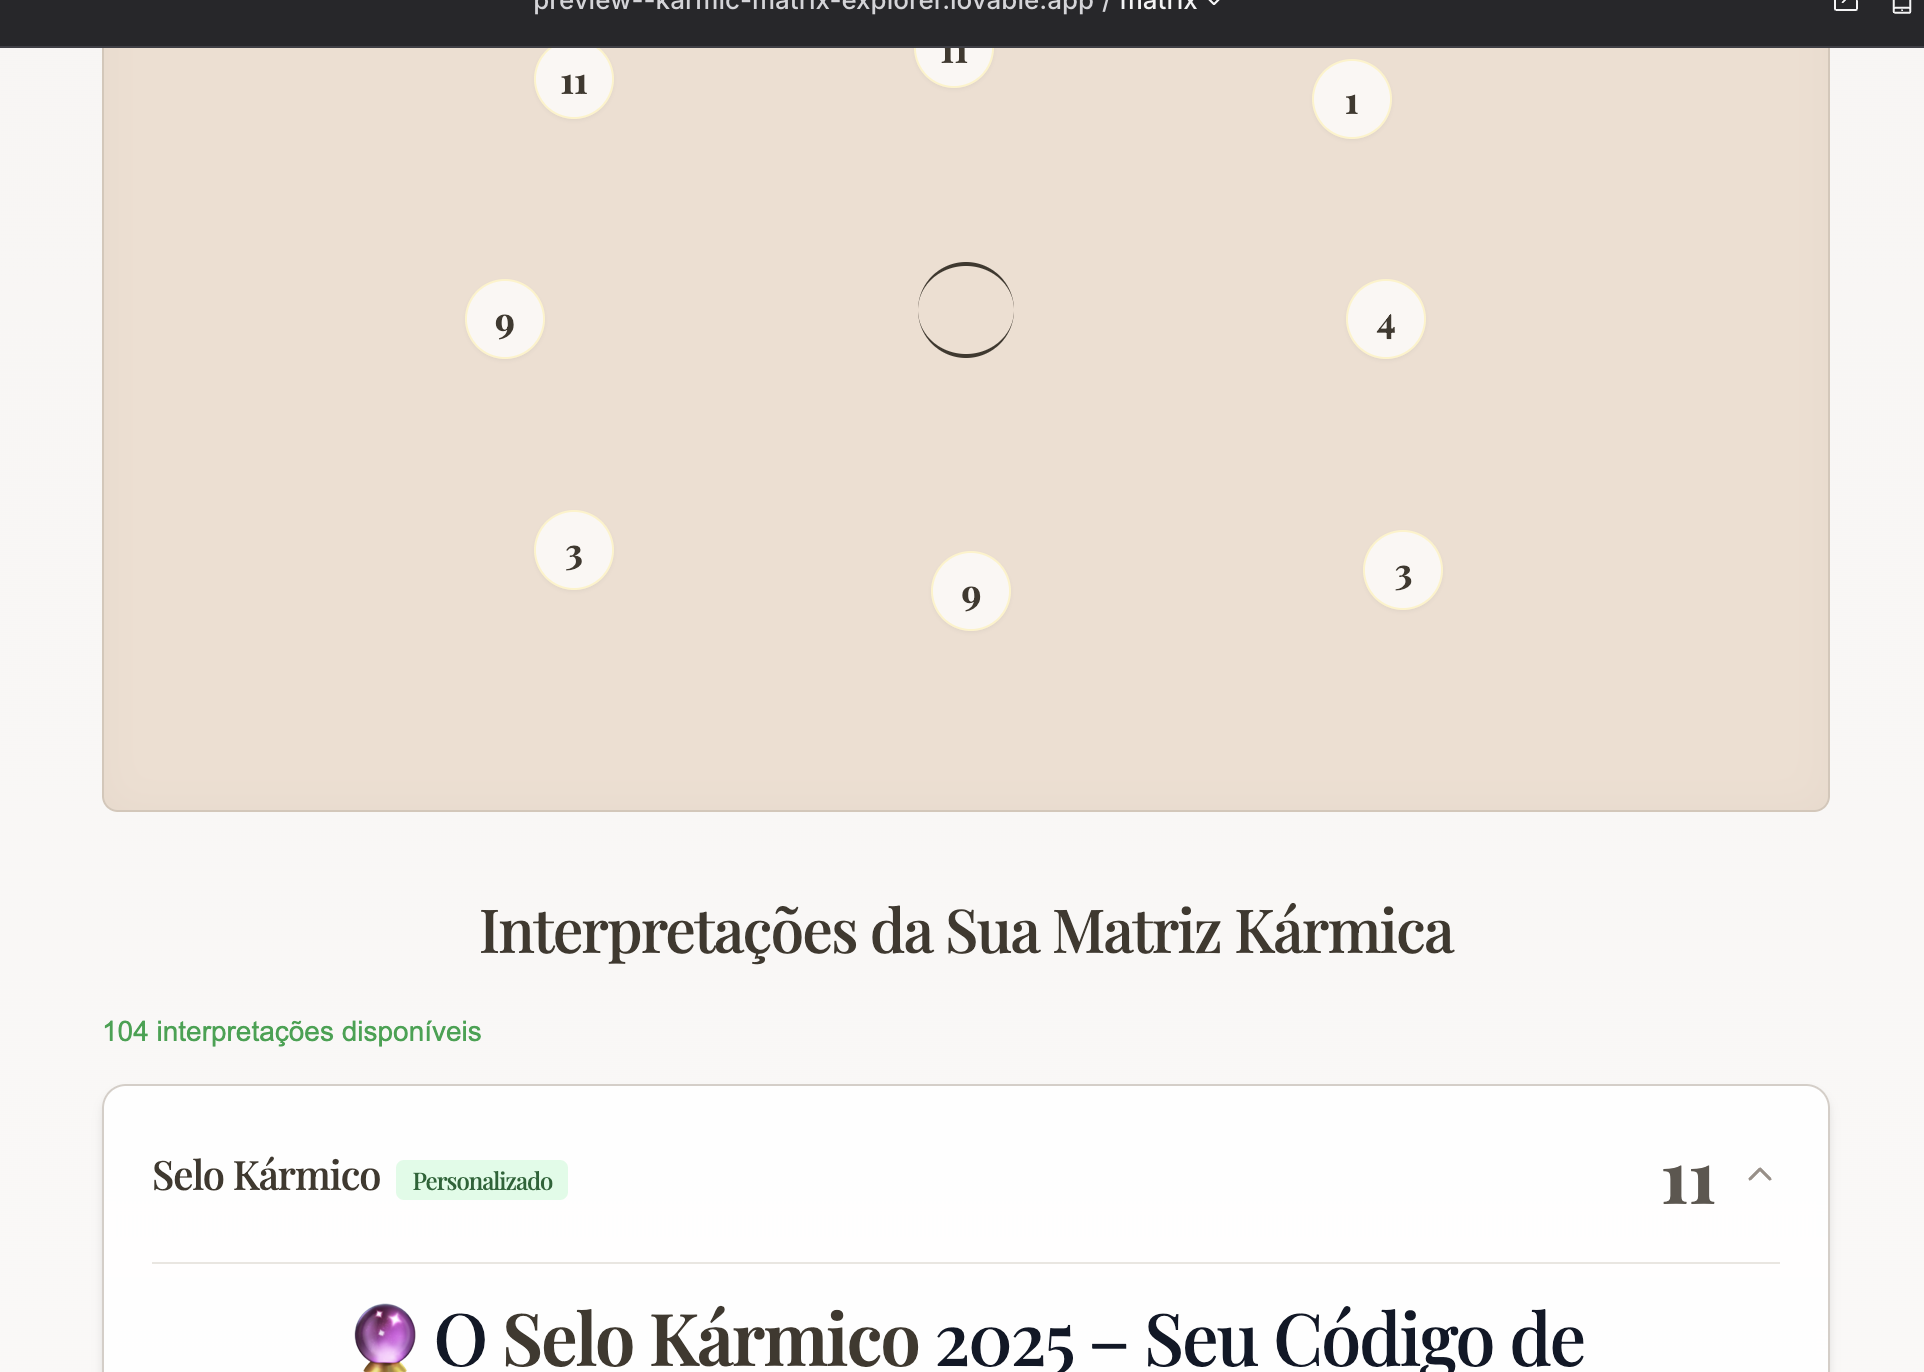 preview--karmic-matrix-explorer.lovable.app / matrix
11
11
1
9
4
3
9
3
Interpretações da Sua Matriz Kármica
104 interpretações disponíveis
Selo Kármico Personalizado 11
O Selo Kármico 2025 – Seu Código de